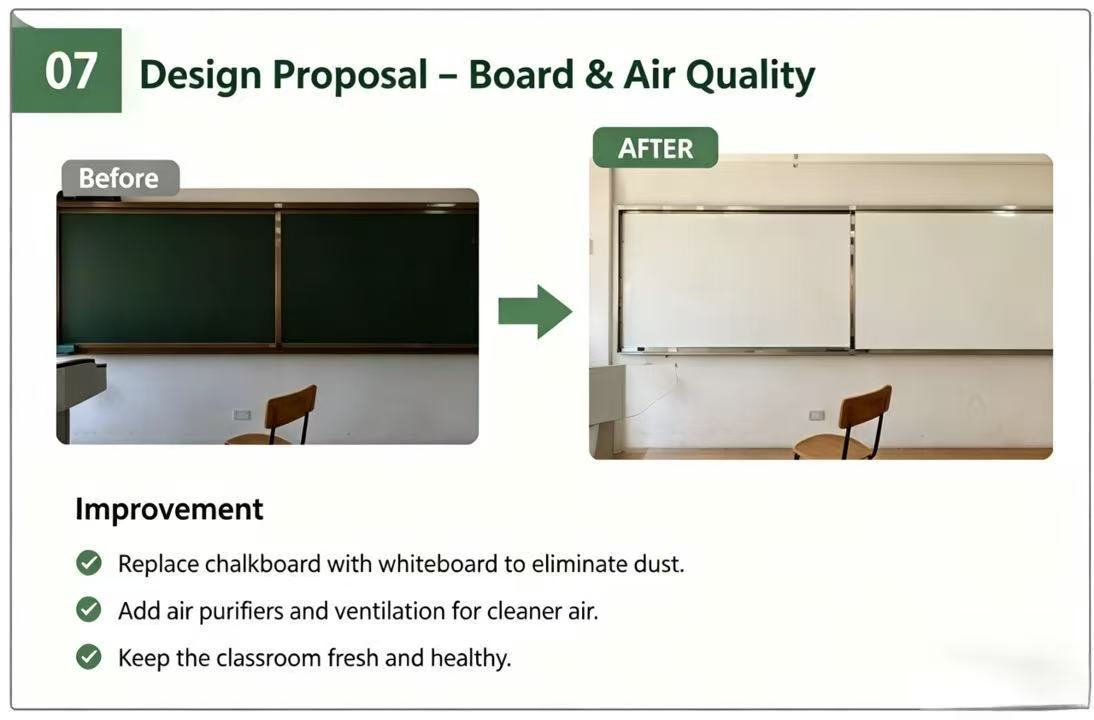 07
Design Proposal – Board & Air Quality
Before
AFTER
Improvement
Replace chalkboard with whiteboard to eliminate dust.
Add air purifiers and ventilation for cleaner air.
Keep the classroom fresh and healthy.